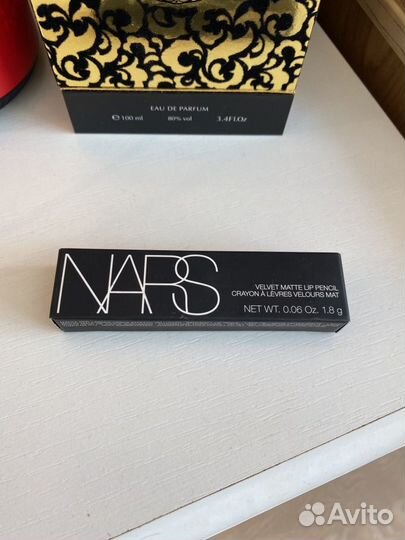 EAU DE PARFUM
℮ 100 ml 80% vol 3.4Fl.Oz
NARS
VELVET MATTE LIP PENCIL
CRAYON À LÈVRES VELOURS MAT
NET WT. 0.06 Oz. 1.8 g
Avito